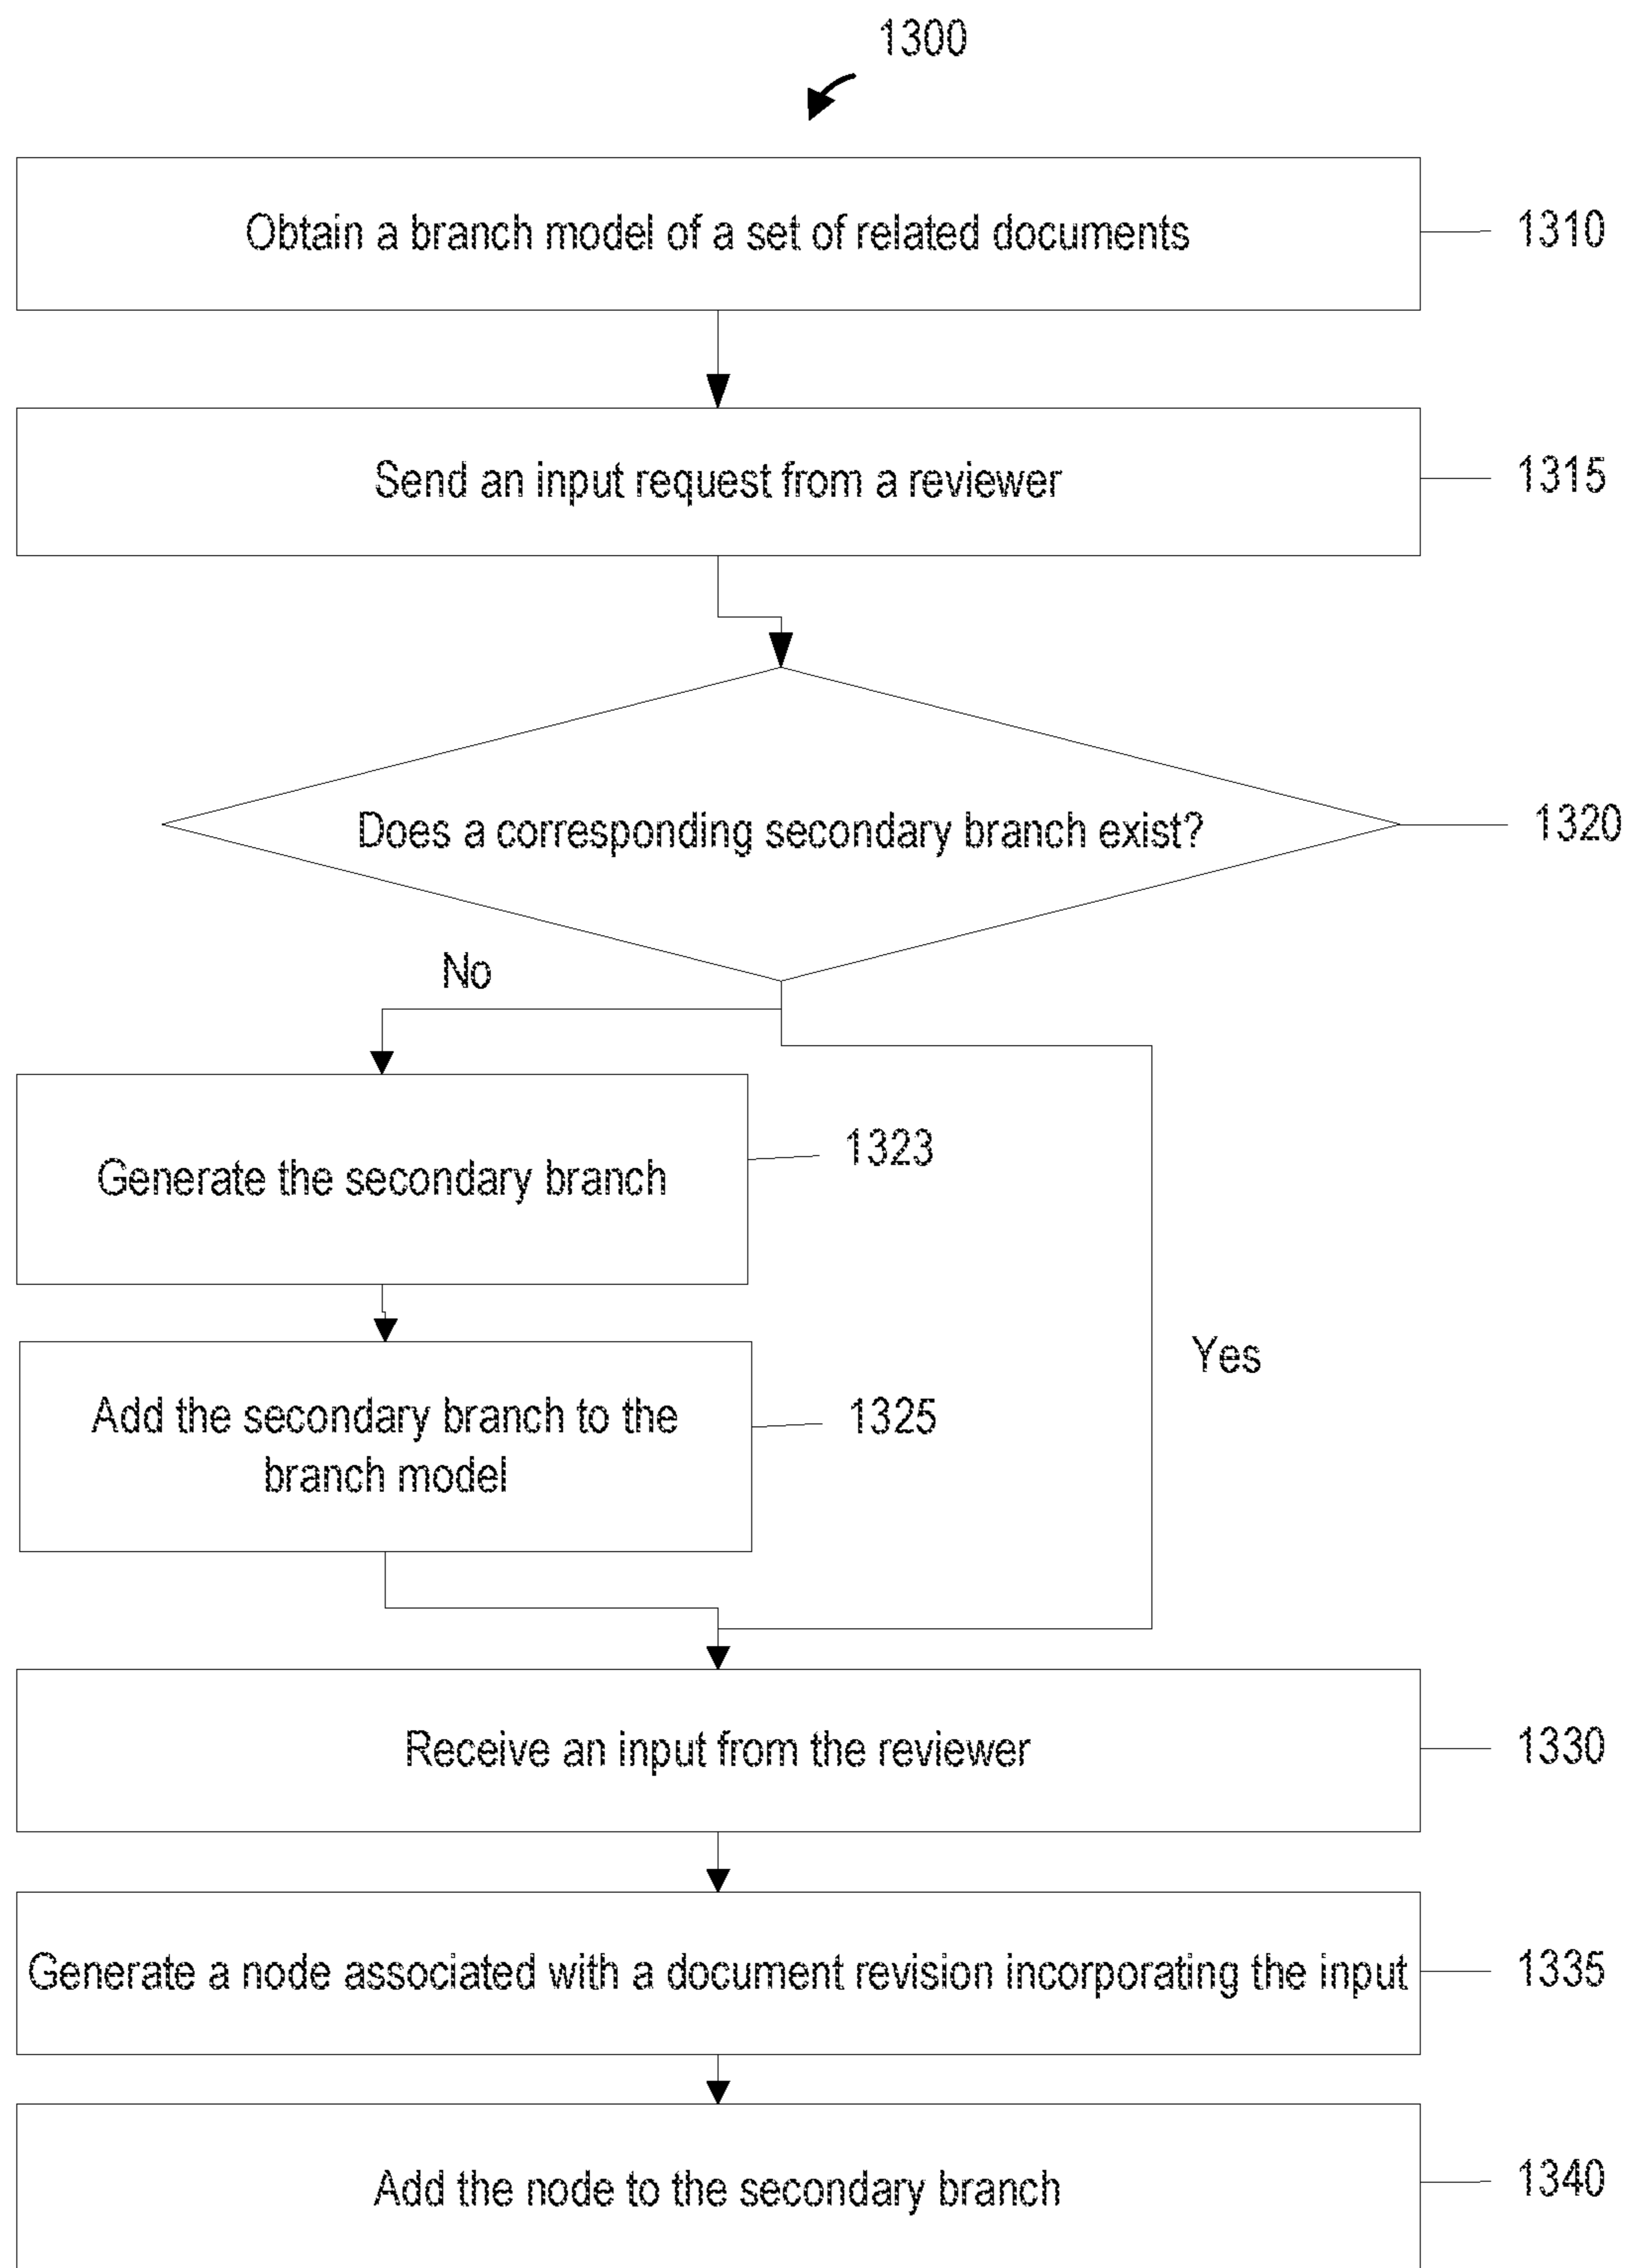 1300
Obtain a branch model of a set of related documents
1310
Send an input request from a reviewer
1315
Does a corresponding secondary branch exist?
1320
No
Generate the secondary branch
1323
Yes
Add the secondary branch to the
branch model
1325
Receive an input from the reviewer
1330
Generate a node associated with a document revision incorporating the input
1335
Add the node to the secondary branch
1340